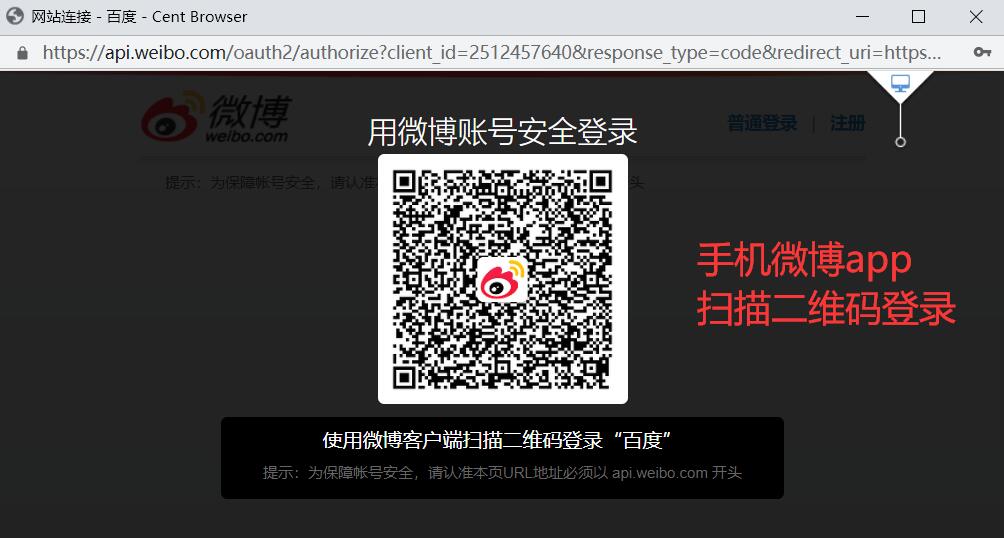 网站连接 - 百度 - Cent Browser
https://api.weibo.com/oauth2/authorize?client_id=2512457640&response_type=code&redirect_uri=https...
微博
weibo.com
普通登录 | 注册
用微博账号安全登录
提示：为保障帐号安全，请认准本
头
手机微博app
扫描二维码登录
使用微博客户端扫描二维码登录“百度”
提示：为保障帐号安全，请认准本页URL地址必须以 api.weibo.com 开头